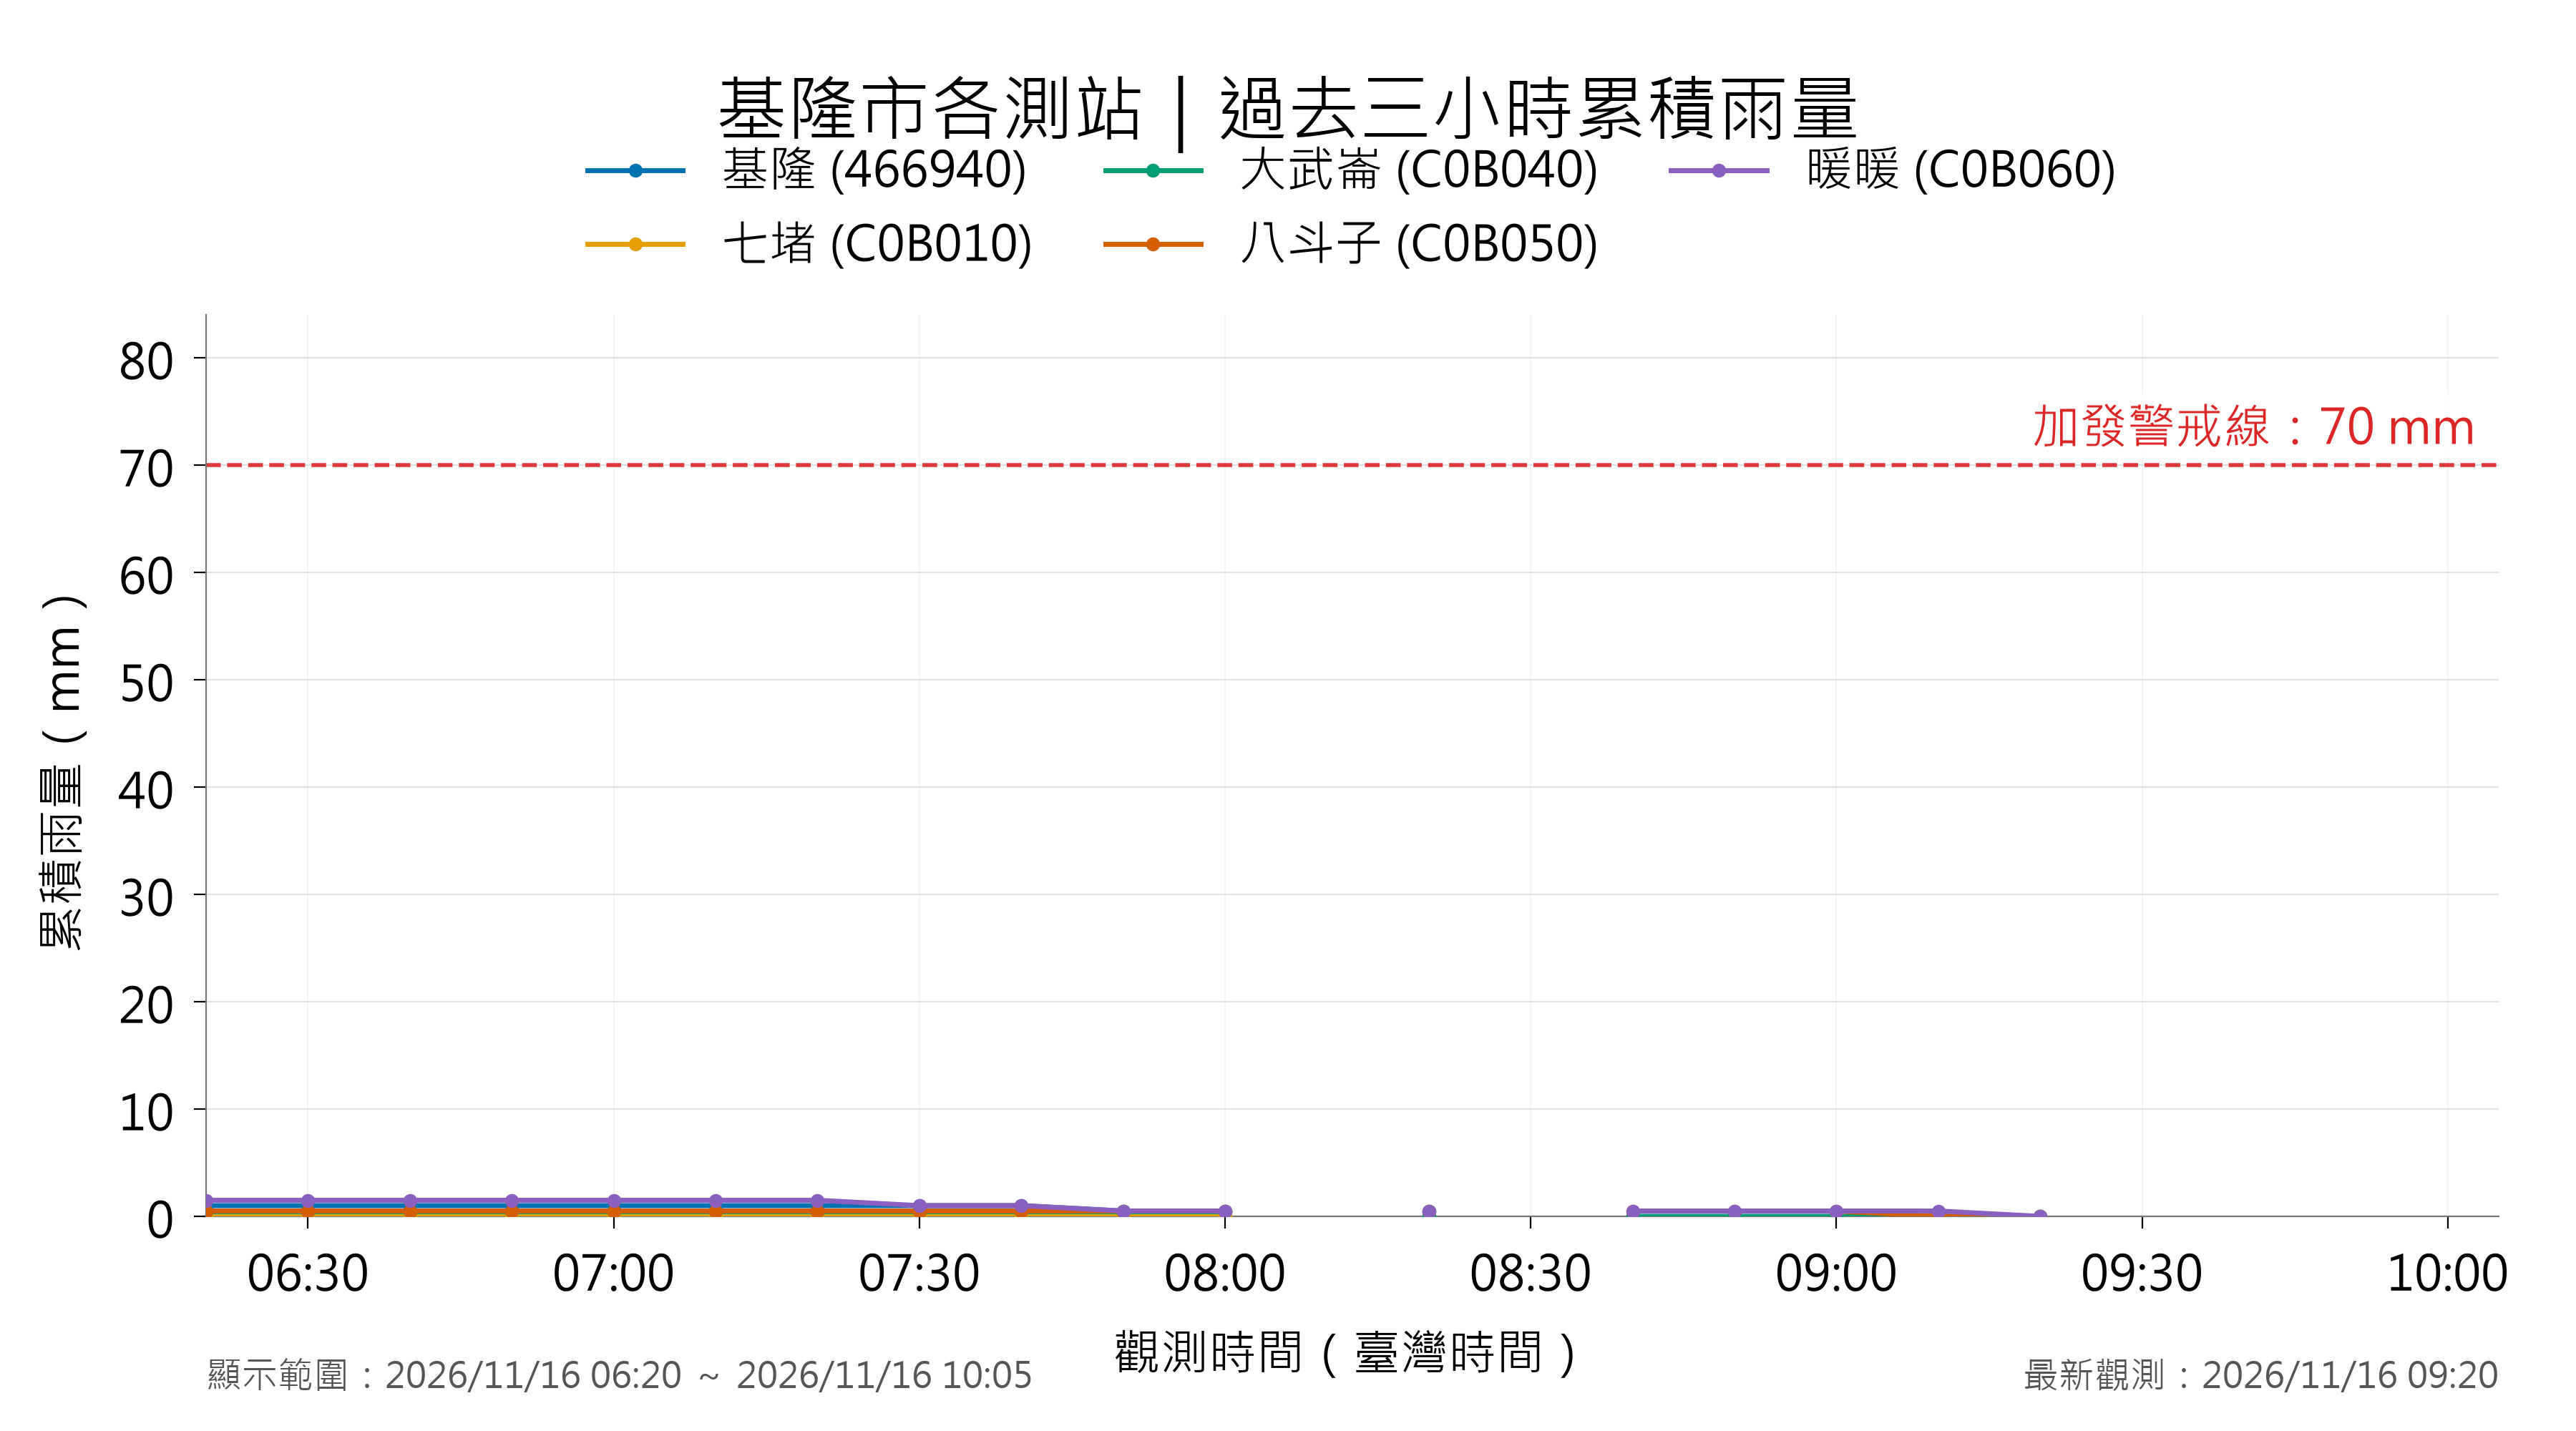 基隆市各測站｜過去三小時累積雨量
基隆 (466940)
七堵 (C0B010)
大武崙 (C0B040)
八斗子 (C0B050)
暖暖 (C0B060)
加發警戒線：70 mm
累積雨量（mm）
80
70
60
50
40
30
20
10
0
06:30 07:00 07:30 08:00 08:30 09:00 09:30 10:00
觀測時間（臺灣時間）
顯示範圍：2026/11/16 06:20 ~ 2026/11/16 10:05
最新觀測：2026/11/16 09:20